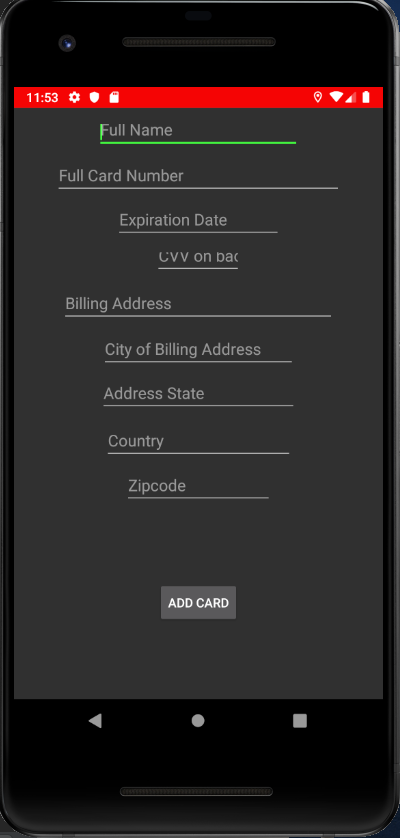 11:53
Full Name
Full Card Number
Expiration Date
CVV on bac
Billing Address
City of Billing Address
Address State
Country
Zipcode
ADD CARD